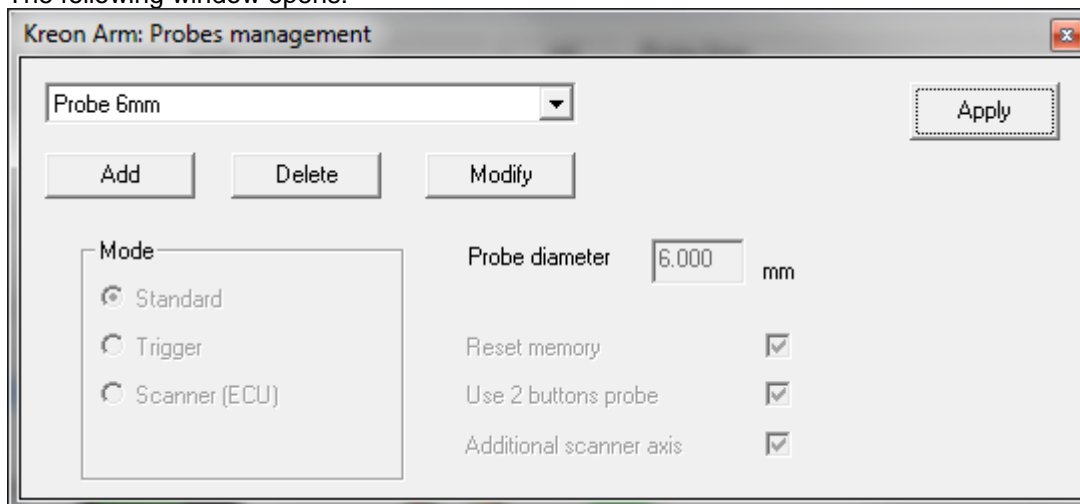 The following window opens:
Kreon Arm: Probes management
Probe 6mm
Apply
Add Delete Modify
Mode
Standard
Trigger
Scanner (ECU)
Probe diameter 6.000 mm
Reset memory
Use 2 buttons probe
Additional scanner axis